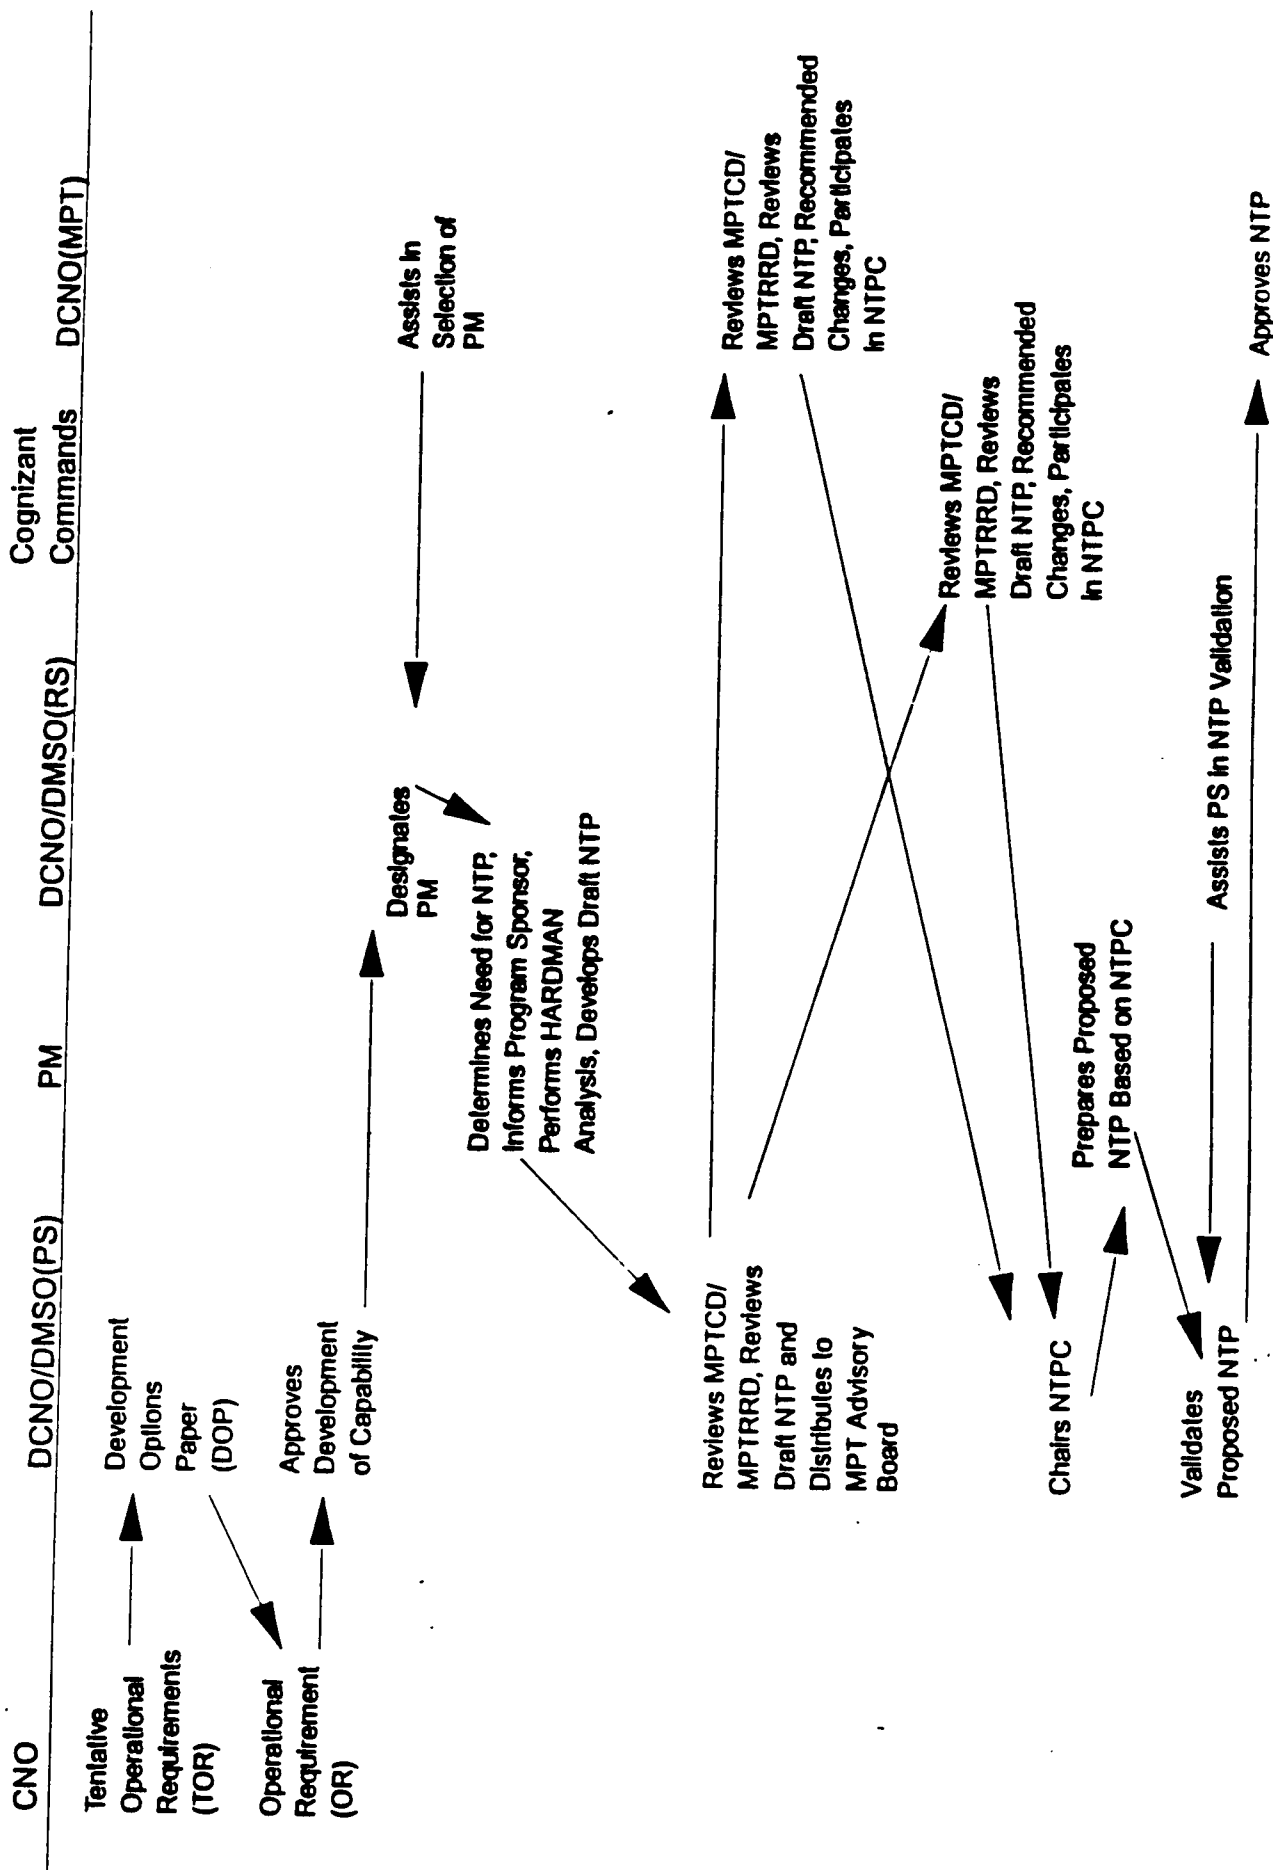 CNO
DCNO/DMSO(PS)
PM
DCNO/DMSO(RS)
Cognizant
Commands
DCNO(MPT)
Tentative
Operational
Requirements
(TOR)
Development
Options
Paper
(DOP)
Operational
Requirement
(OR)
Approves
Development
of Capability
Designates
PM
Assists in
Selection of
PM
Determines Need for NTP,
Informs Program Sponsor,
Performs HARDMAN
Analysis, Develops Draft NTP
Reviews MPTCD/
MPTRRD, Reviews
Draft NTP and
Distributes to
MPT Advisory
Board
Reviews MPTCD/
MPTRRD, Reviews
Draft NTP, Recommended
Changes, Participates
in NTPC
Reviews MPTCD/
MPTRRD, Reviews
Draft NTP, Recommended
Changes, Participates
in NTPC
Chairs NTPC
Prepares Proposed
NTP Based on NTPC
Validates
Proposed NTP
Assists PS in NTP Validation
Approves NTP